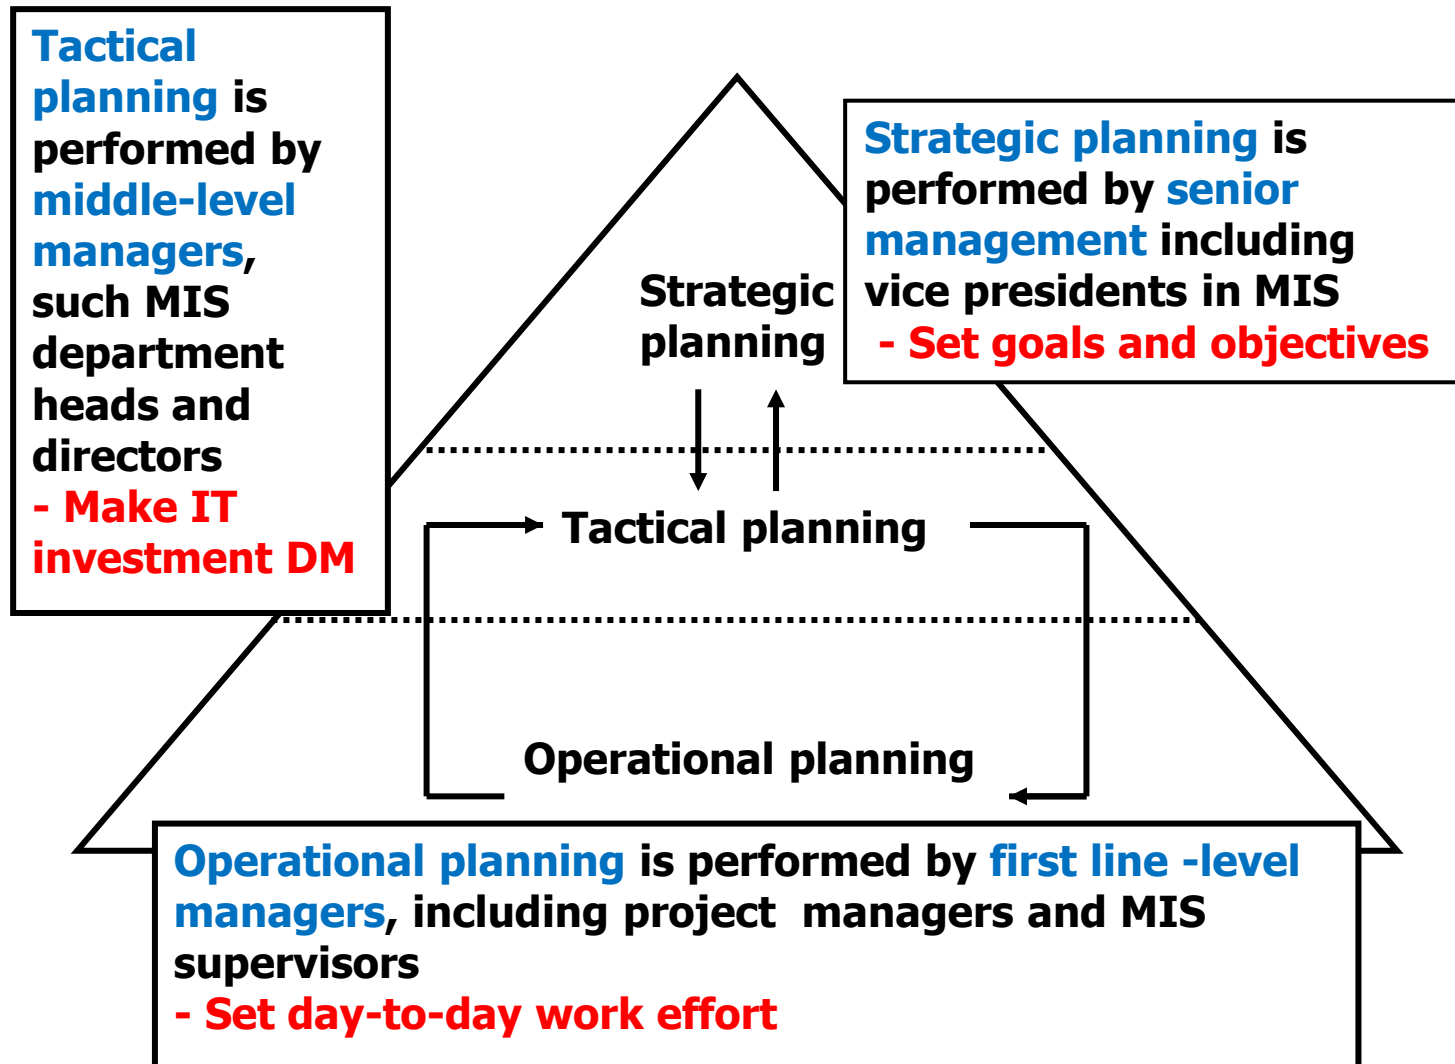 Tactical
planning is
performed by
middle-level
managers,
such MIS
department
heads and
directors
- Make IT
investment DM
Strategic planning is
performed by senior
management including
vice presidents in MIS
- Set goals and objectives
Strategic
planning
Tactical planning
Operational planning
Operational planning is performed by first line -level
managers, including project  managers and MIS
supervisors
- Set day-to-day work effort